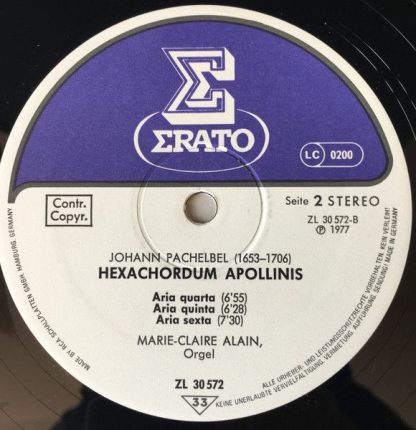 ΣRATO
LC 0200
Contr.
Copyr.
Seite 2 STEREO
ZL 30 572-B
Ⓟ 1977
JOHANN PACHELBEL (1653–1706)
HEXACHORDUM APOLLINIS
Aria quarta (6'55)
Aria quinta (6'28)
Aria sexta (7'30)
MARIE-CLAIRE ALAIN,
Orgel
ZL 30 572
33
MADE BY RCA SCHALLPLATTEN GMBH HAMBURG GERMANY
ALLE URHEBER- UND LEISTUNGSSCHUTZRECHTE VORBEHALTEN. KEIN VERLEIH!
KEINE UNERLAUBTE VERVIELFÄLTIGUNG, VERMIETUNG, AUFFÜHRUNG, SENDUNG! MADE IN GERMANY